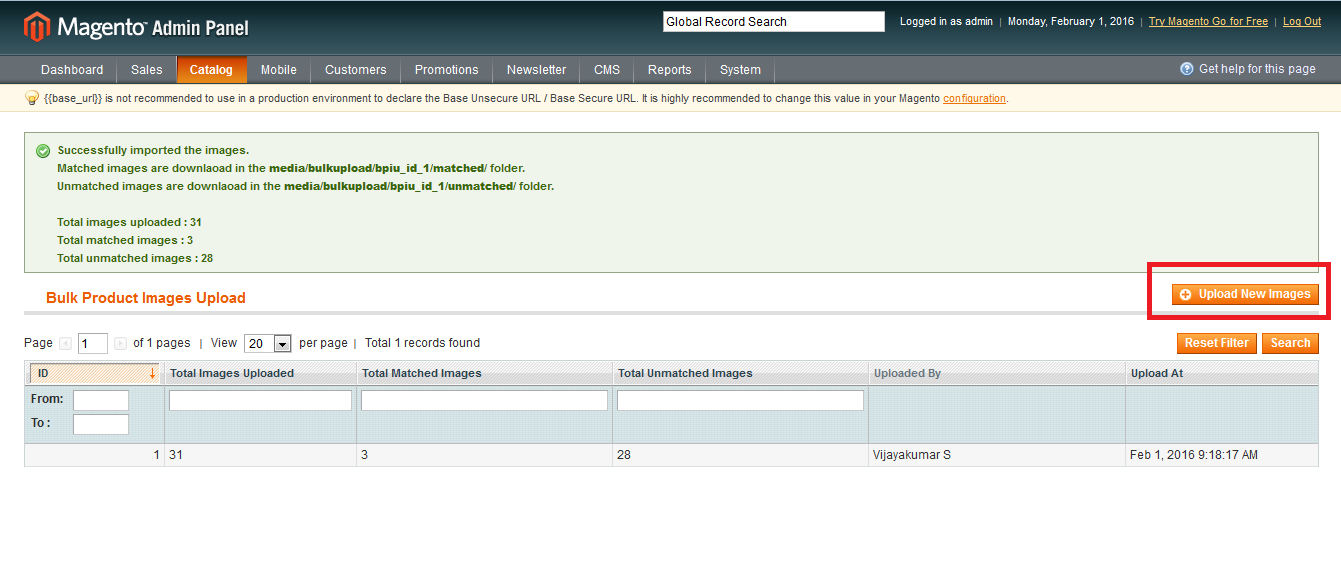 Magento Admin Panel
Global Record Search
Logged in as admin | Monday, February 1, 2016 | Try Magento Go for Free | Log Out
Dashboard Sales Catalog Mobile Customers Promotions Newsletter CMS Reports System Get help for this page
{{base_url}} is not recommended to use in a production environment to declare the Base Unsecure URL / Base Secure URL. It is highly recommended to change this value in your Magento configuration.
Successfully imported the images.
Matched images are downlaoad in the media/bulkupload/bpiu_id_1/matched/ folder.
Unmatched images are downlaoad in the media/bulkupload/bpiu_id_1/unmatched/ folder.
Total images uploaded : 31
Total matched images : 3
Total unmatched images : 28
Bulk Product Images Upload
Upload New Images
Page 1 of 1 pages | View 20 per page | Total 1 records found
Reset Filter Search
ID Total Images Uploaded Total Matched Images Total Unmatched Images Uploaded By Upload At
From:
To :
1 31 3 28 Vijayakumar S Feb 1, 2016 9:18:17 AM